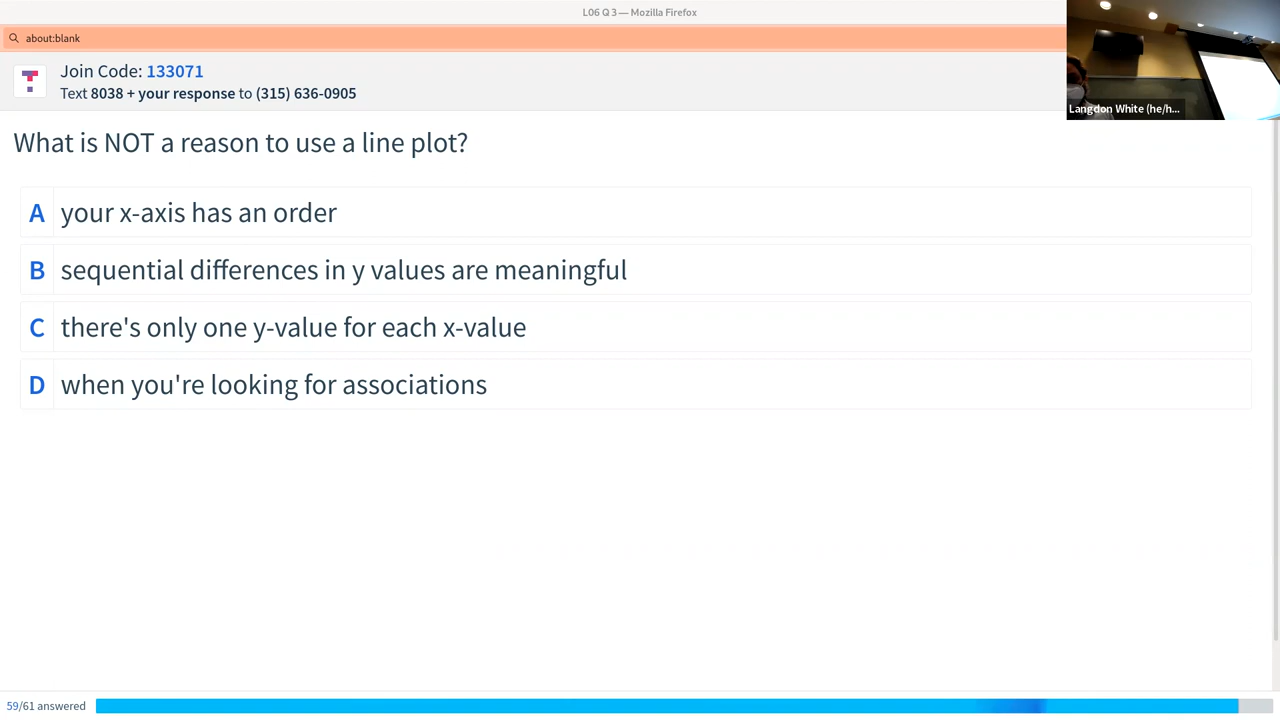 L06 Q 3 — Mozilla Firefox
about:blank
Join Code: 133071
Text 8038 + your response to (315) 636-0905
Langdon White (he/h...
What is NOT a reason to use a line plot?
A your x-axis has an order
B sequential differences in y values are meaningful
C there's only one y-value for each x-value
D when you're looking for associations
59/61 answered